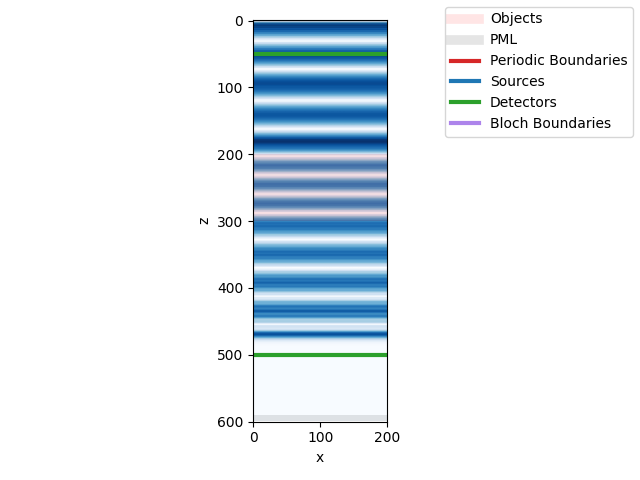 Objects
PML
Periodic Boundaries
Sources
Detectors
Bloch Boundaries
0
100
200
300
400
500
600
z
0 100 200
x